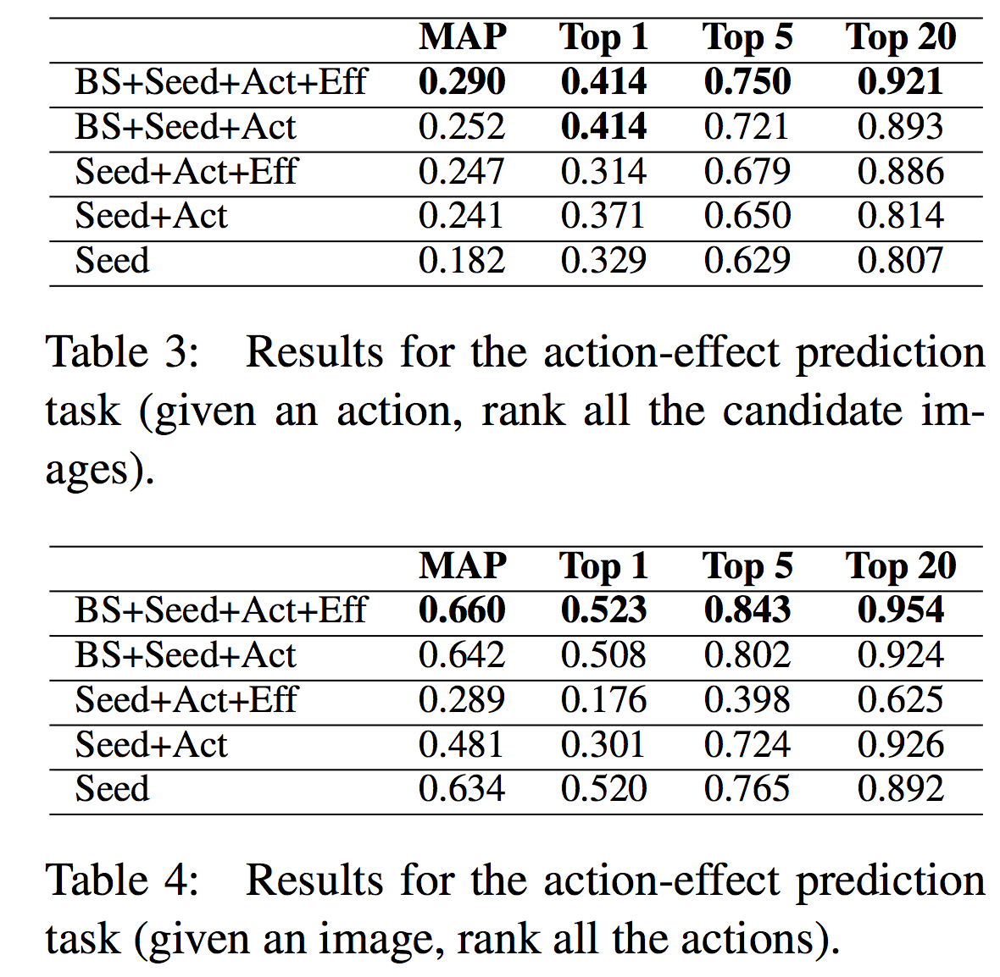 MAP Top 1 Top 5 Top 20
BS+Seed+Act+Eff 0.290 0.414 0.750 0.921
BS+Seed+Act 0.252 0.414 0.721 0.893
Seed+Act+Eff 0.247 0.314 0.679 0.886
Seed+Act 0.241 0.371 0.650 0.814
Seed 0.182 0.329 0.629 0.807
Table 3: Results for the action-effect prediction
task (given an action, rank all the candidate im-
ages).
MAP Top 1 Top 5 Top 20
BS+Seed+Act+Eff 0.660 0.523 0.843 0.954
BS+Seed+Act 0.642 0.508 0.802 0.924
Seed+Act+Eff 0.289 0.176 0.398 0.625
Seed+Act 0.481 0.301 0.724 0.926
Seed 0.634 0.520 0.765 0.892
Table 4: Results for the action-effect prediction
task (given an image, rank all the actions).